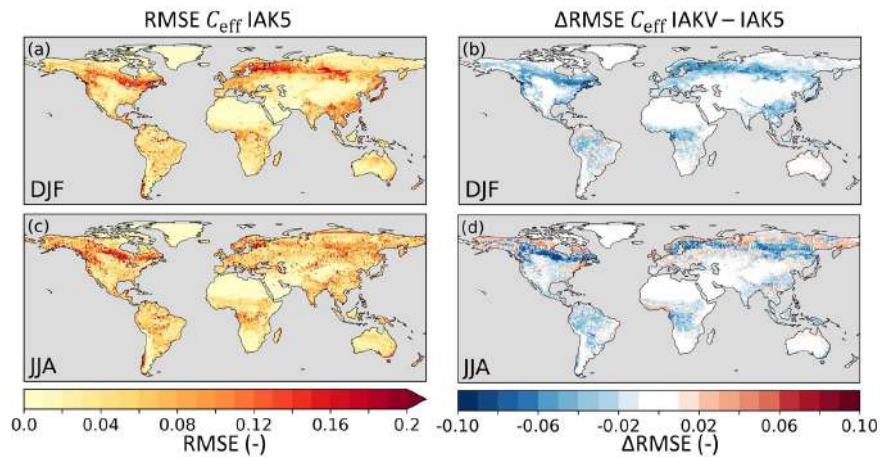 RMSE C_eff IAK5
ΔRMSE C_eff IAKV – IAK5
(a)
DJF
(b)
DJF
(c)
JJA
(d)
JJA
0.0 0.04 0.08 0.12 0.16 0.2
RMSE (-)
-0.10 -0.06 -0.02 0.02 0.06 0.10
ΔRMSE (-)